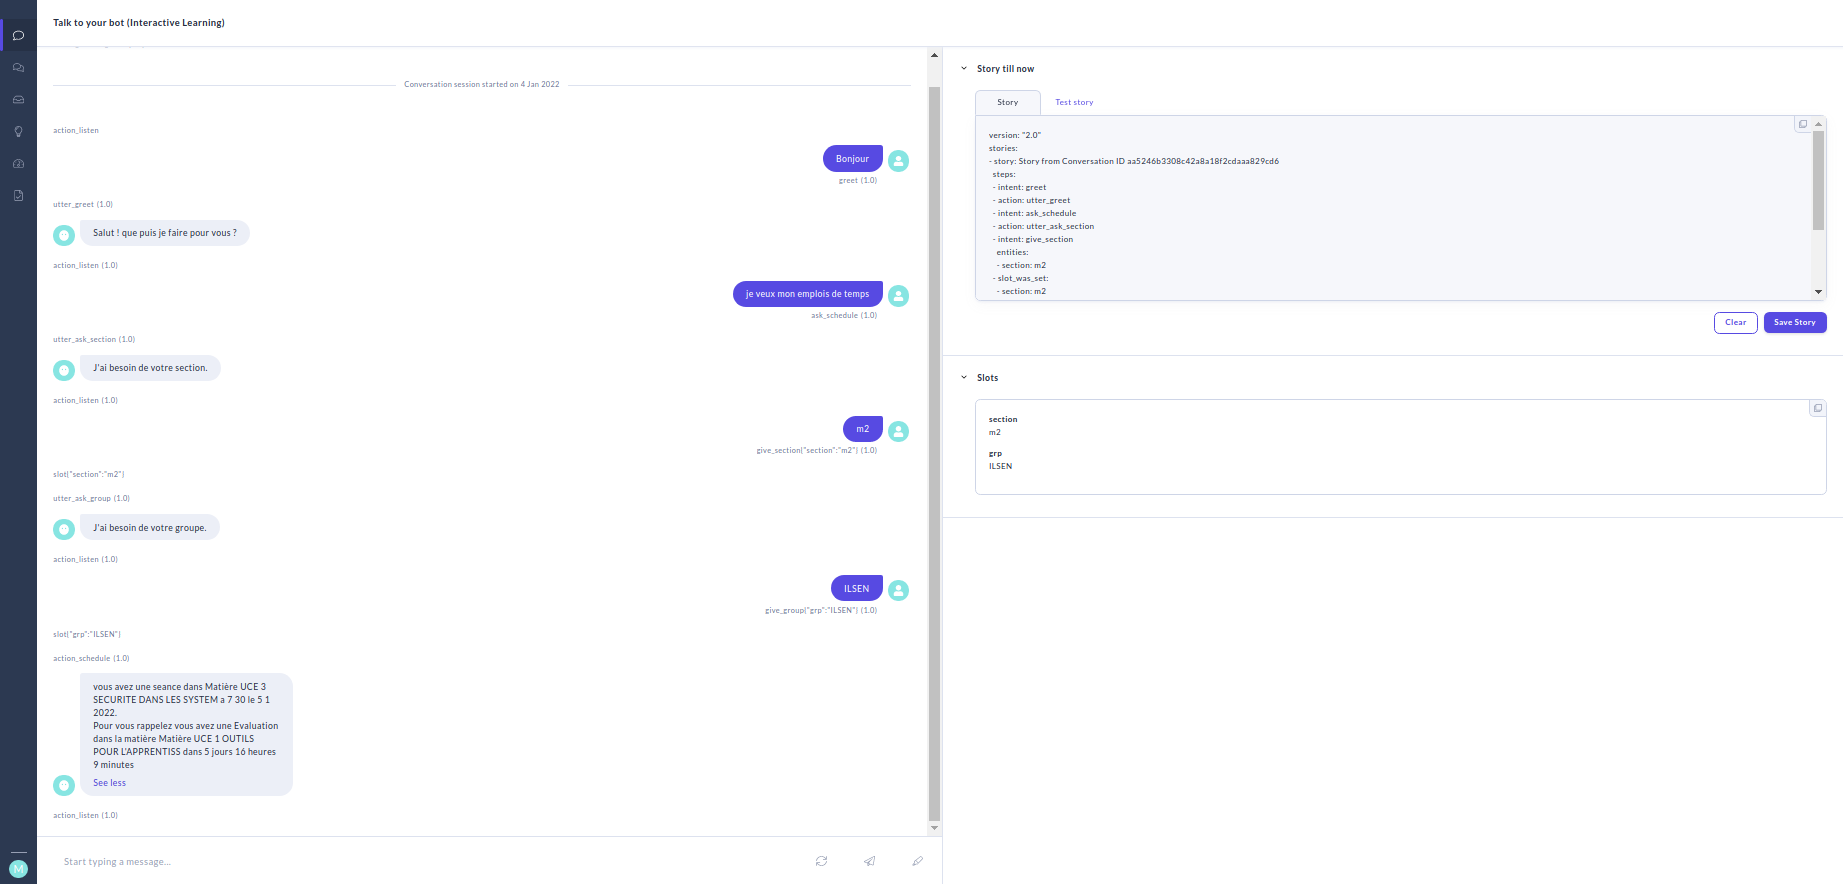 Talk to your bot (Interactive Learning)
Conversation session started on 4 Jan 2022
action_listen
Bonjour
greet (1.0)
utter_greet (1.0)
Salut ! que puis je faire pour vous ?
action_listen (1.0)
je veux mon emplois de temps
ask_schedule (1.0)
utter_ask_section (1.0)
J'ai besoin de votre section.
action_listen (1.0)
m2
give_section{"section":"m2"} (1.0)
slot{"section":"m2"}
utter_ask_group (1.0)
J'ai besoin de votre groupe.
action_listen (1.0)
ILSEN
give_group{"grp":"ILSEN"} (1.0)
slot{"grp":"ILSEN"}
action_schedule (1.0)
vous avez une seance dans Matière UCE 3
SECURITE DANS LES SYSTEM a 7 30 le 5 1
2022.
Pour vous rappelez vous avez une Evaluation
dans la matière Matière UCE 1 OUTILS
POUR L'APPRENTISS dans 5 jours 16 heures
9 minutes
See less
action_listen (1.0)
Start typing a message...
M
Story till now
Story Test story
version: "2.0"
stories:
- story: Story from Conversation ID aa5246b3308c42a8a18f2cdaaa829cd6
steps:
- intent: greet
- action: utter_greet
- intent: ask_schedule
- action: utter_ask_section
- intent: give_section
entities:
- section: m2
- slot_was_set:
- section: m2
Clear Save Story
Slots
section
m2
grp
ILSEN